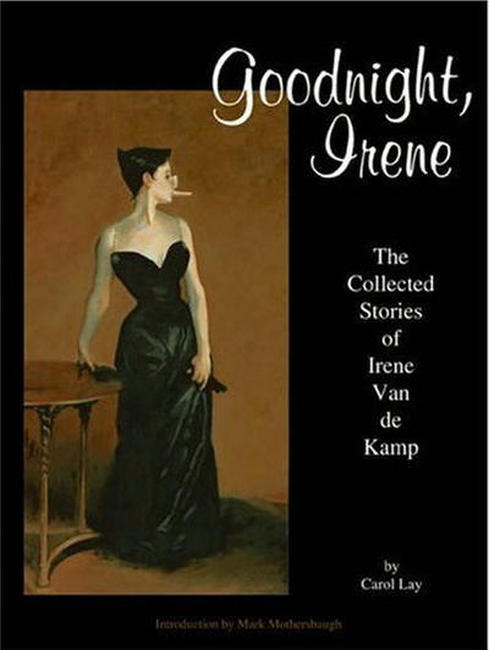 Goodnight,
Irene
The
Collected
Stories
of
Irene
Van
de
Kamp
by
Carol Lay
Introduction by Mark Mothersbaugh